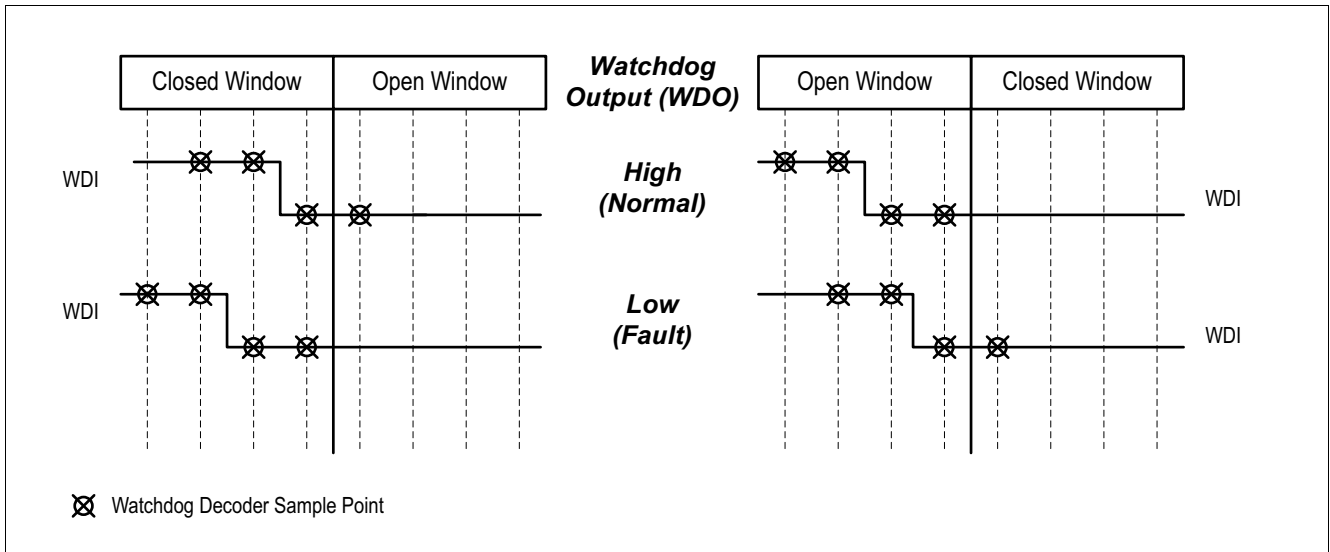 Closed Window
Open Window
Watchdog
Output (WDO)
Open Window
Closed Window
WDI
High
(Normal)
WDI
WDI
Low
(Fault)
WDI
Watchdog Decoder Sample Point